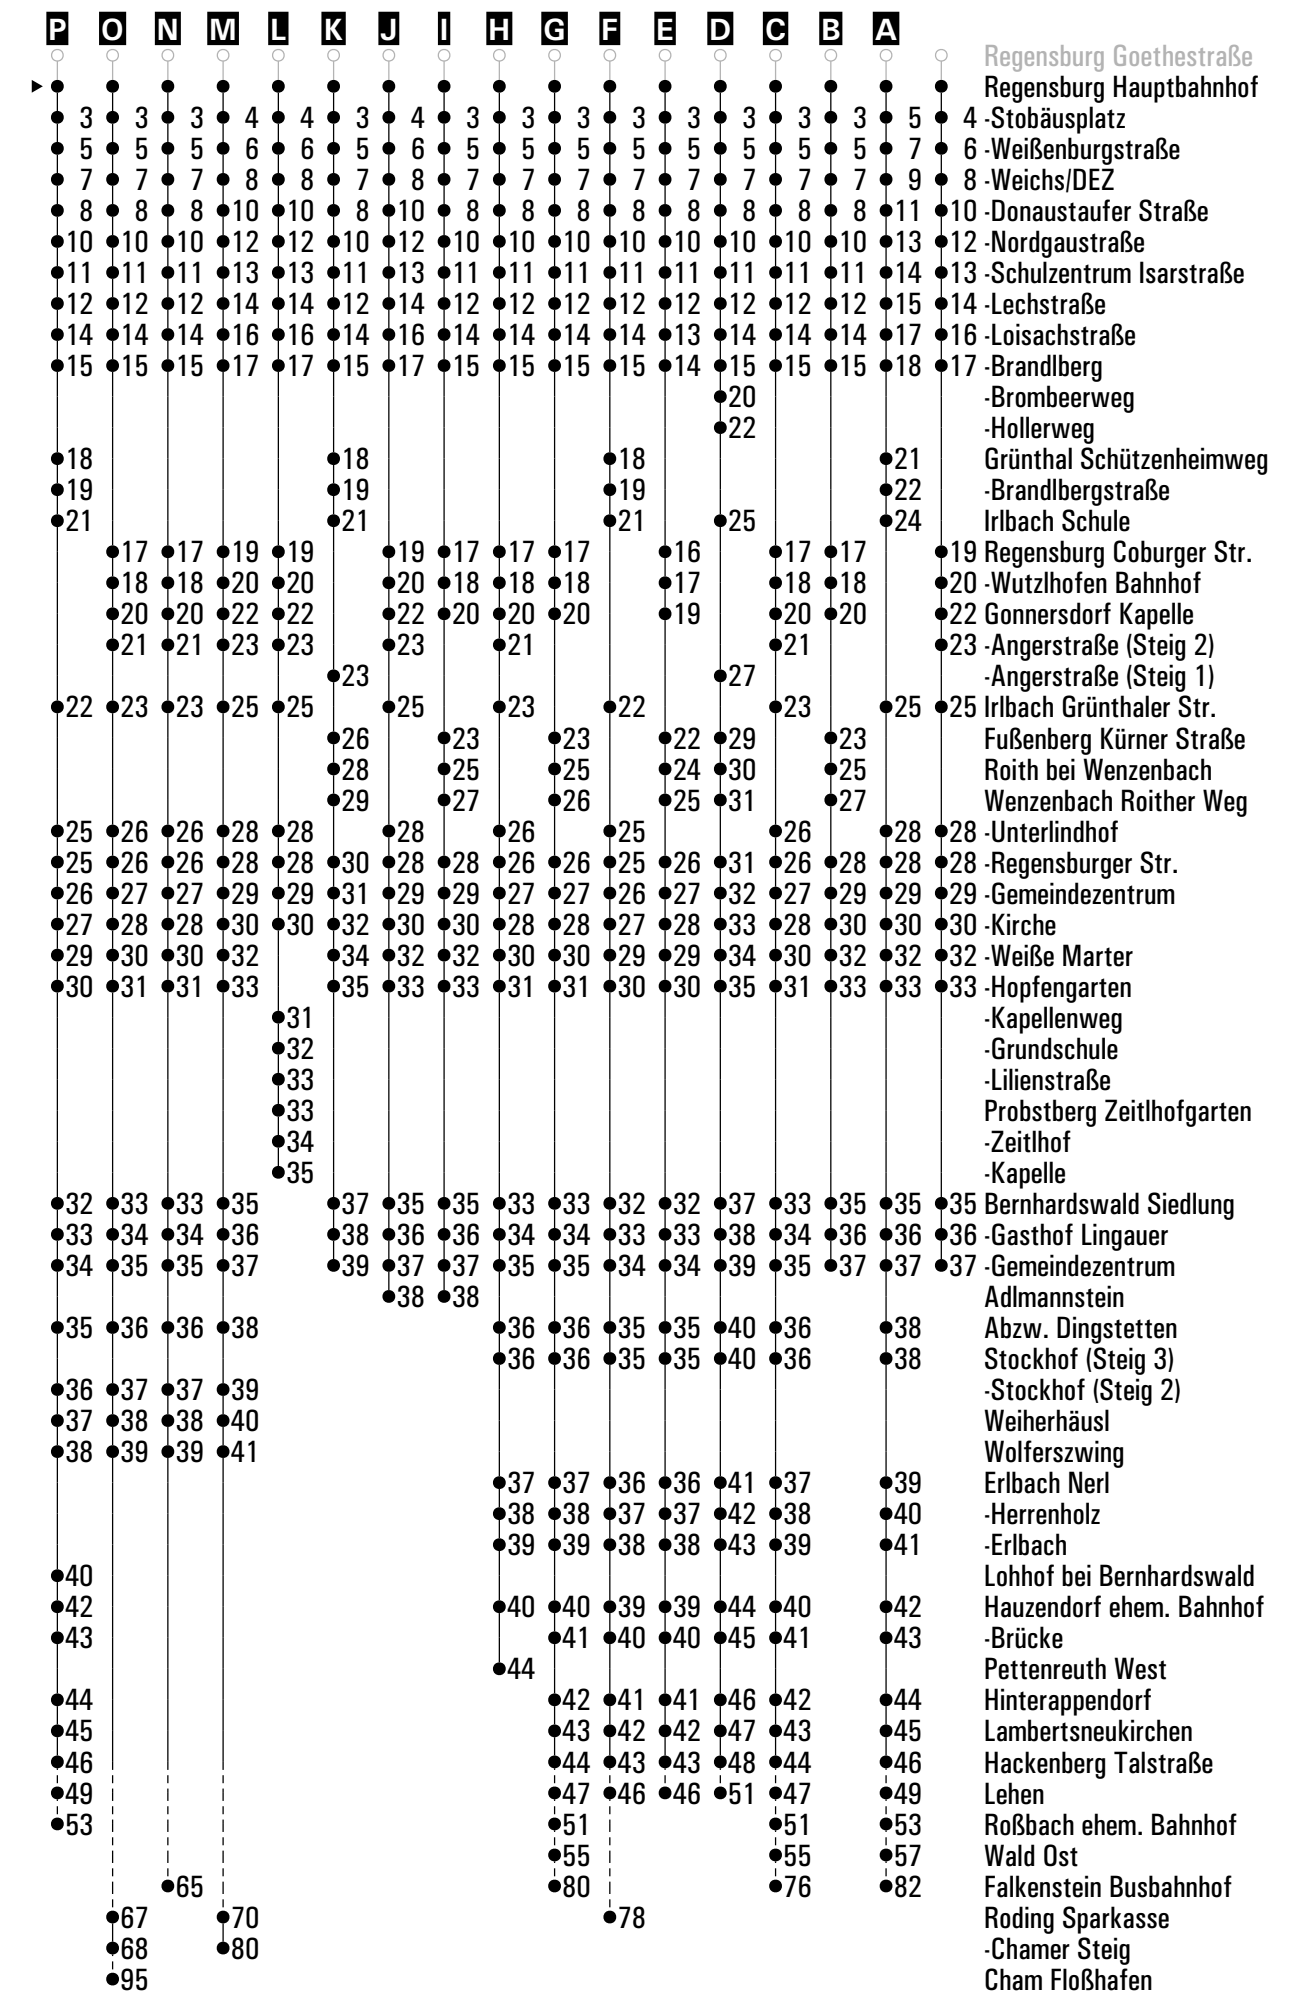 P O N M L K J I H G F E D C B A
Regensburg Goethestraße
Regensburg Hauptbahnhof
3 3 3 4 4 3 4 3 3 3 3 3 3 3 3 5 4 -Stobäusplatz
5 5 5 6 6 5 6 5 5 5 5 5 5 5 5 7 6 -Weißenburgstraße
7 7 7 8 8 7 8 7 7 7 7 7 7 7 7 9 8 -Weichs/DEZ
8 8 8 10 10 8 10 8 8 8 8 8 8 8 8 11 10 -Donaustaufer Straße
10 10 10 12 12 10 12 10 10 10 10 10 10 10 10 13 12 -Nordgaustraße
11 11 11 13 13 11 13 11 11 11 11 11 11 11 11 14 13 -Schulzentrum Isarstraße
12 12 12 14 14 12 14 12 12 12 12 12 12 12 12 15 14 -Lechstraße
14 14 14 16 16 14 16 14 14 14 14 13 14 14 14 17 16 -Loisachstraße
15 15 15 17 17 15 17 15 15 15 15 14 15 15 15 18 17 -Brandlberg
20 -Brombeerweg
22 -Hollerweg
18 18 18 21 Grünthal Schützenheimweg
19 19 19 22 -Brandlbergstraße
21 21 21 25 24 Irlbach Schule
17 17 19 19 19 17 17 17 16 17 17 19 Regensburg Coburger Str.
18 18 20 20 20 18 18 18 17 18 18 20 -Wutzlhofen Bahnhof
20 20 22 22 22 20 20 20 19 20 20 22 Gonnersdorf Kapelle
21 21 23 23 23 21 21 23 -Angerstraße (Steig 2)
23 27 -Angerstraße (Steig 1)
22 23 23 25 25 25 23 22 23 25 25 Irlbach Grünthaler Str.
26 23 23 22 29 23 Fußenberg Kürner Straße
28 25 25 24 30 25 Roith bei Wenzenbach
29 27 26 25 31 27 Wenzenbach Roither Weg
25 26 26 28 28 28 26 25 26 28 28 -Unterlindhof
25 26 26 28 28 30 28 28 26 26 25 26 31 26 28 28 28 -Regensburger Str.
26 27 27 29 29 31 29 29 27 27 26 27 32 27 29 29 29 -Gemeindezentrum
27 28 28 30 30 32 30 30 28 28 27 28 33 28 30 30 30 -Kirche
29 30 30 32 34 32 32 30 30 29 29 34 30 32 32 32 -Weiße Marter
30 31 31 33 35 33 33 31 31 30 30 35 31 33 33 33 -Hopfengarten
31 -Kapellenweg
32 -Grundschule
33 -Lilienstraße
33 Probstberg Zeitlhofgarten
34 -Zeitlhof
35 -Kapelle
32 33 33 35 37 35 35 33 33 32 32 37 33 35 35 35 Bernhardswald Siedlung
33 34 34 36 38 36 36 34 34 33 33 38 34 36 36 36 -Gasthof Lingauer
34 35 35 37 39 37 37 35 35 34 34 39 35 37 37 37 -Gemeindezentrum
38 38 Adlmannstein
35 36 36 38 36 36 35 35 40 36 38 Abzw. Dingstetten
36 36 35 35 40 36 38 Stockhof (Steig 3)
36 37 37 39 -Stockhof (Steig 2)
37 38 38 40 Weiherhäusl
38 39 39 41 Wolferszwing
37 37 36 36 41 37 39 Erlbach Nerl
38 38 37 37 42 38 40 -Herrenholz
39 39 38 38 43 39 41 -Erlbach
40 Lohhof bei Bernhardswald
42 40 40 39 39 44 40 42 Hauzendorf ehem. Bahnhof
43 41 40 40 45 41 43 -Brücke
44 Pettenreuth West
44 42 41 41 46 42 44 Hinterappendorf
45 43 42 42 47 43 45 Lambertsneukirchen
46 44 43 43 48 44 46 Hackenberg Talstraße
49 47 46 46 51 47 49 Lehen
53 51 51 53 Roßbach ehem. Bahnhof
55 55 57 Wald Ost
65 80 76 82 Falkenstein Busbahnhof
67 70 78 Roding Sparkasse
68 80 -Chamer Steig
95 Cham Floßhafen